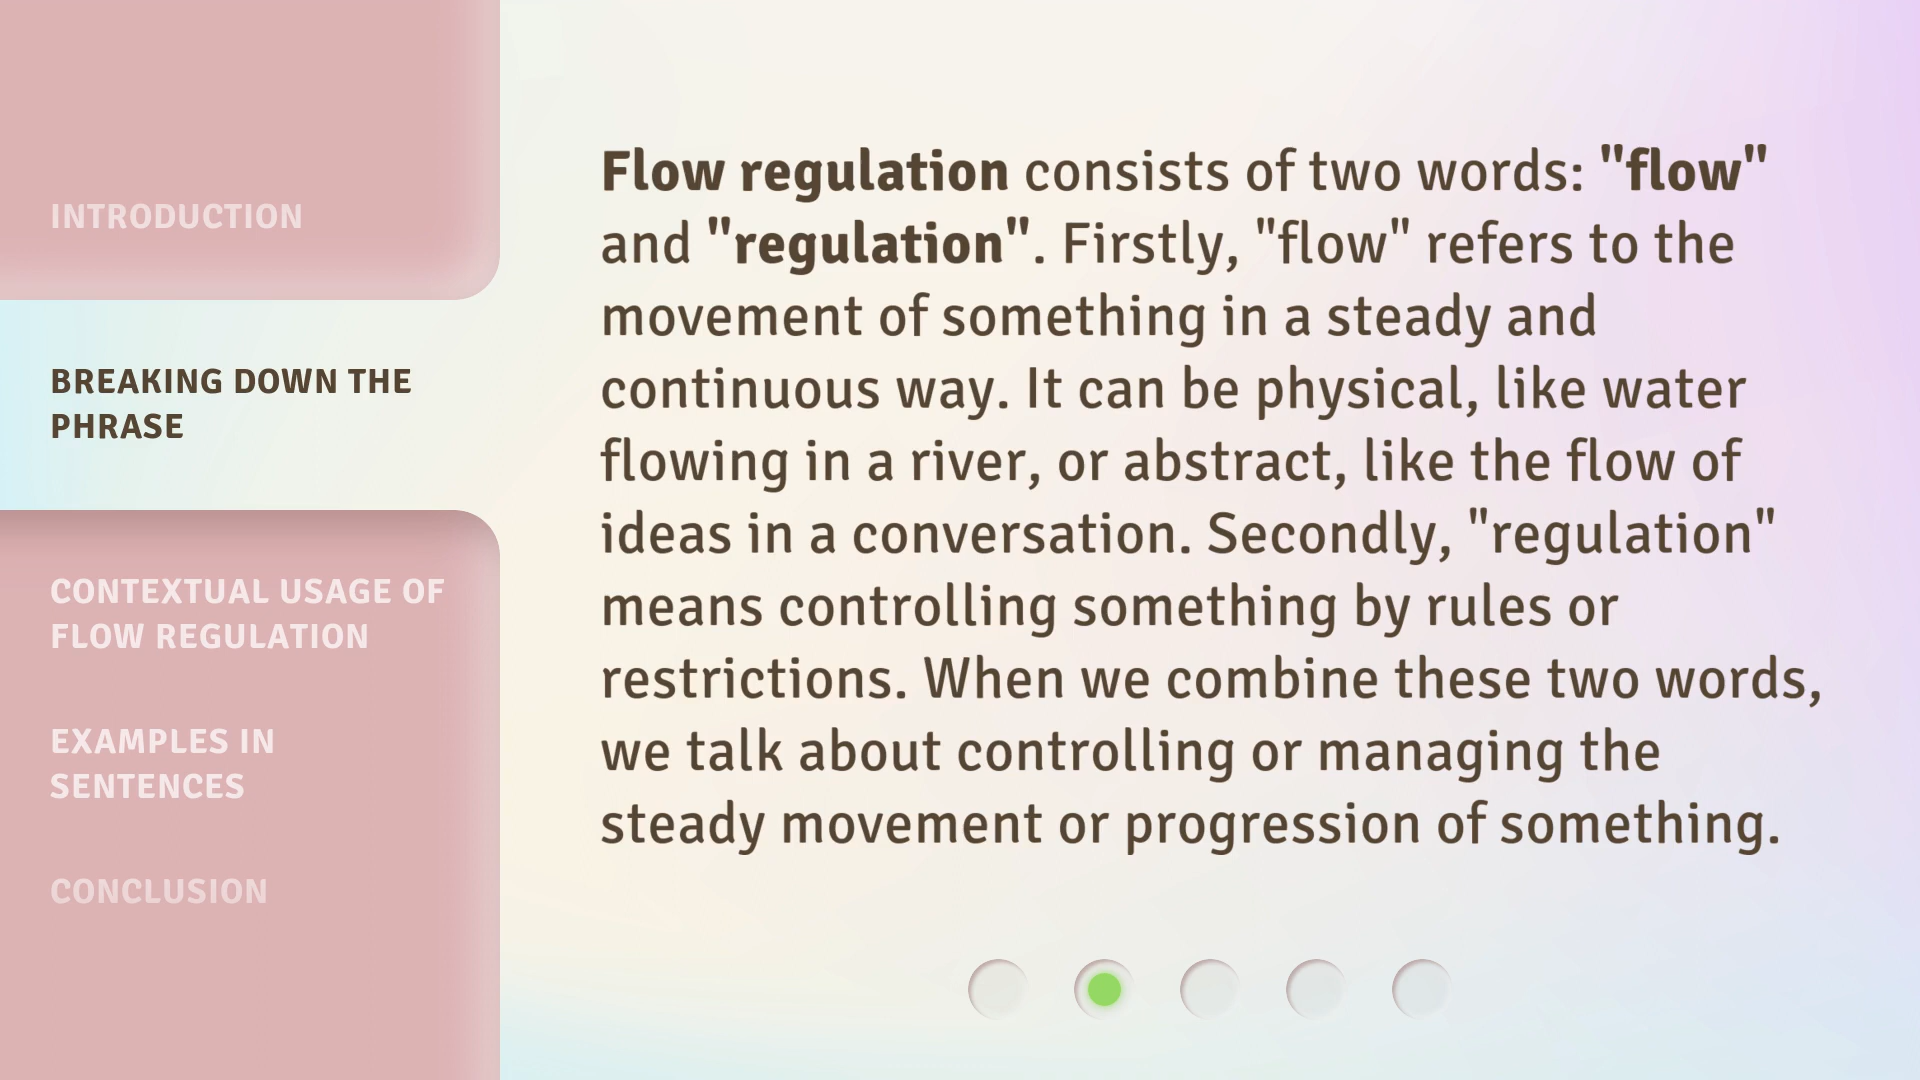 INTRODUCTION
BREAKING DOWN THE
PHRASE
CONTEXTUAL USAGE OF
FLOW REGULATION
EXAMPLES IN
SENTENCES
CONCLUSION
Flow regulation consists of two words: "flow"
and "regulation". Firstly, "flow" refers to the
movement of something in a steady and
continuous way. It can be physical, like water
flowing in a river, or abstract, like the flow of
ideas in a conversation. Secondly, "regulation"
means controlling something by rules or
restrictions. When we combine these two words,
we talk about controlling or managing the
steady movement or progression of something.